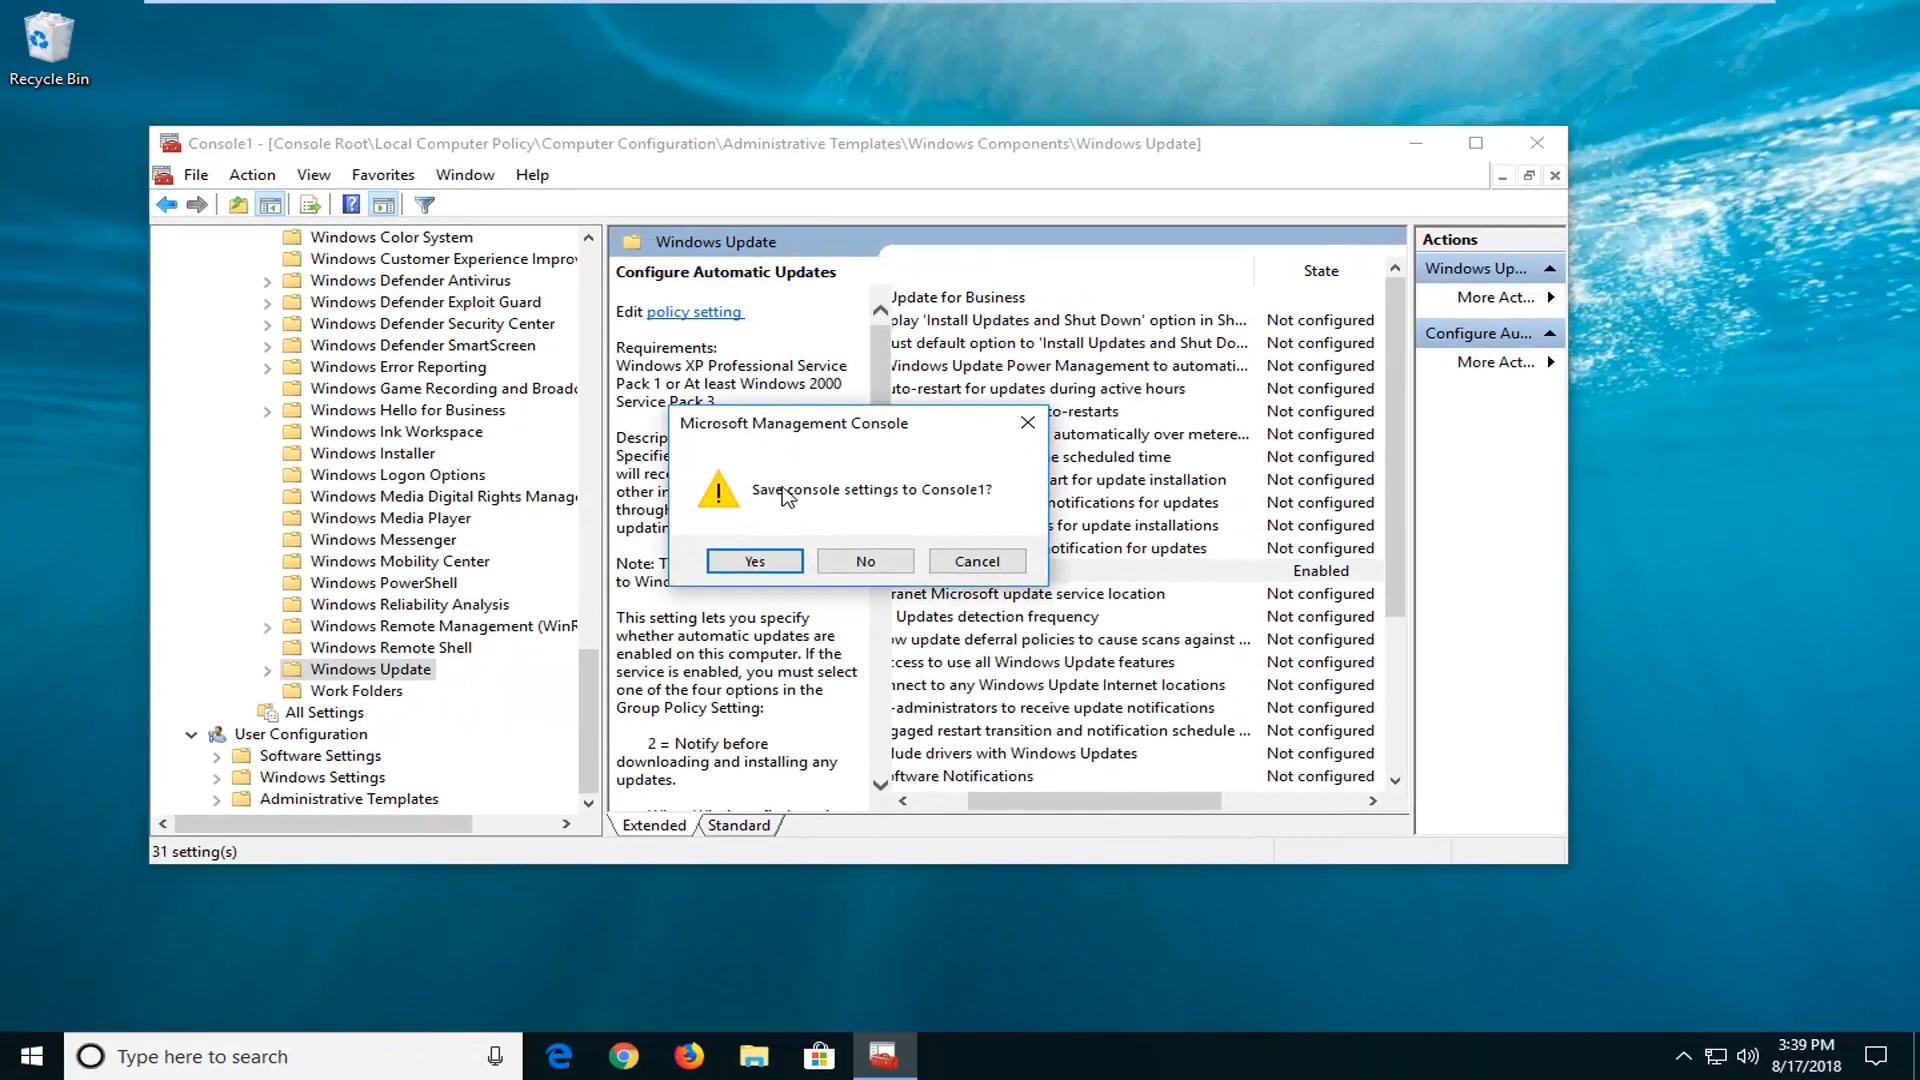 Recycle Bin
Console1 - [Console Root\Local Computer Policy\Computer Configuration\Administrative Templates\Windows Components\Windows Update]
File Action View Favorites Window Help
Windows Color System
Windows Customer Experience Improv
Windows Defender Antivirus
Windows Defender Exploit Guard
Windows Defender Security Center
Windows Defender SmartScreen
Windows Error Reporting
Windows Game Recording and Broadc
Windows Hello for Business
Windows Ink Workspace
Windows Installer
Windows Logon Options
Windows Media Digital Rights Manage
Windows Media Player
Windows Messenger
Windows Mobility Center
Windows PowerShell
Windows Reliability Analysis
Windows Remote Management (WinR
Windows Remote Shell
Windows Update
Work Folders
All Settings
User Configuration
Software Settings
Windows Settings
Administrative Templates
31 setting(s)
Windows Update
Configure Automatic Updates
Edit policy setting
Requirements:
Windows XP Professional Service
Pack 1 or At least Windows 2000
Service Pack 3
Descrip
Specifie
will rece
other in
through
updatin
Note: T
to Wind
This setting lets you specify
whether automatic updates are
enabled on this computer. If the
service is enabled, you must select
one of the four options in the
Group Policy Setting:
2 = Notify before
downloading and installing any
updates.
State
Update for Business
play 'Install Updates and Shut Down' option in Sh... Not configured
ust default option to 'Install Updates and Shut Do... Not configured
Windows Update Power Management to automati... Not configured
uto-restart for updates during active hours Not configured
to-restarts Not configured
automatically over metere... Not configured
e scheduled time Not configured
art for update installation Not configured
notifications for updates Not configured
s for update installations Not configured
otification for updates Not configured
Enabled
ranet Microsoft update service location Not configured
Updates detection frequency Not configured
ow update deferral policies to cause scans against ... Not configured
ccess to use all Windows Update features Not configured
nnect to any Windows Update Internet locations Not configured
-administrators to receive update notifications Not configured
gaged restart transition and notification schedule ... Not configured
lude drivers with Windows Updates Not configured
oftware Notifications Not configured
Extended Standard
Microsoft Management Console
Save console settings to Console1?
Yes No Cancel
Actions
Windows Up...
More Act...
Configure Au...
More Act...
Type here to search
3:39 PM
8/17/2018